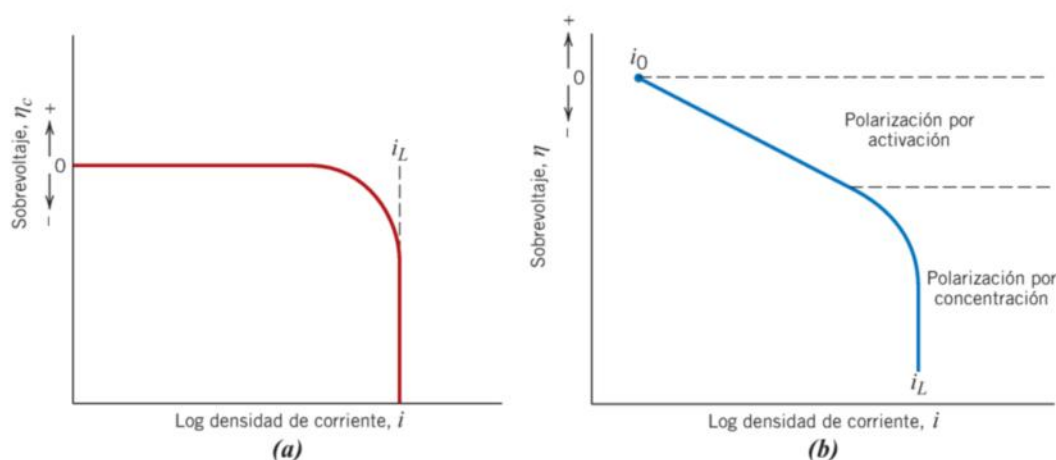 Sobrevoltaje, ηc
+
0
−
iL
Log densidad de corriente, i
(a)
Sobrevoltaje, η
+
0
−
i0
Polarización por
activación
Polarización por
concentración
iL
Log densidad de corriente, i
(b)